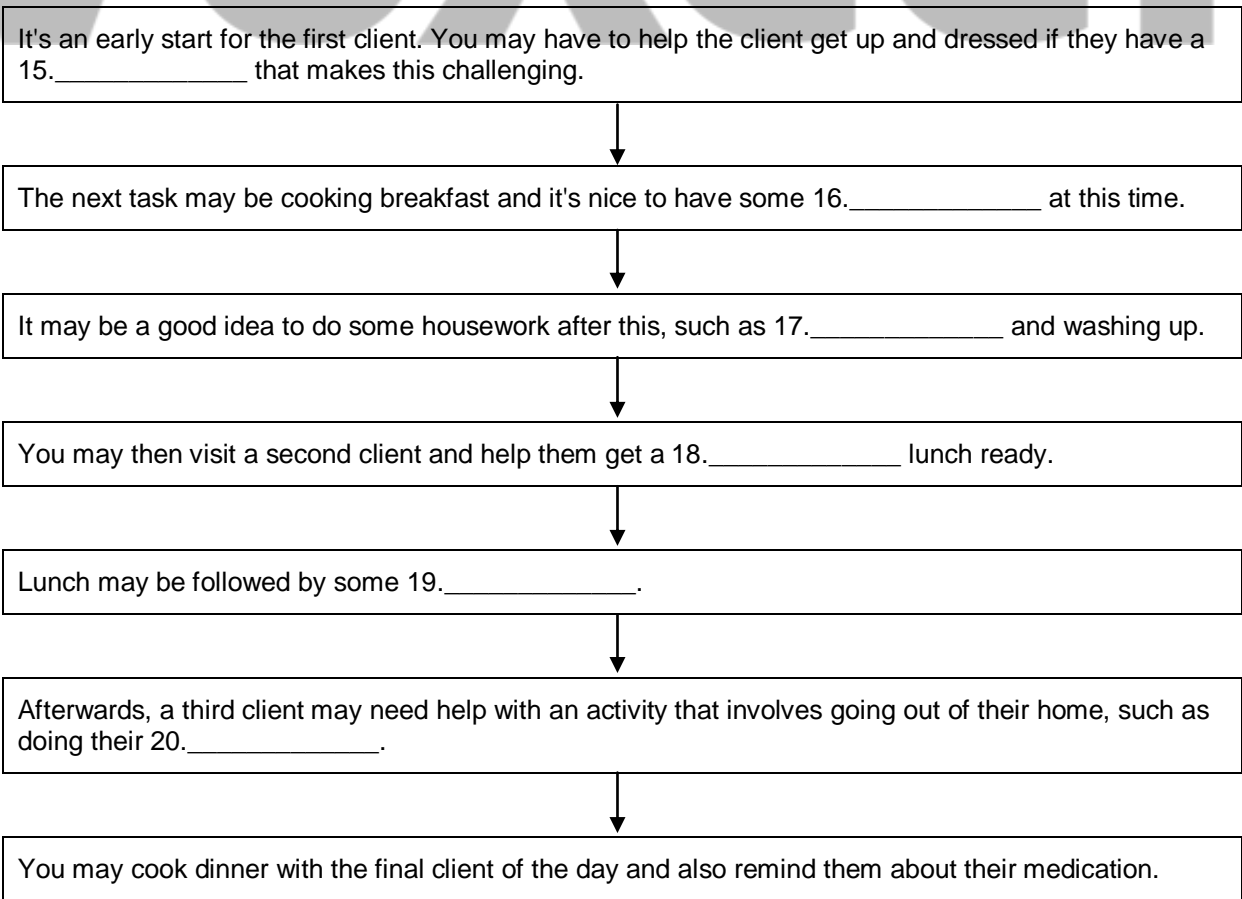 It's an early start for the first client. You may have to help the client get up and dressed if they have a
15._____________ that makes this challenging.
The next task may be cooking breakfast and it's nice to have some 16._____________ at this time.
It may be a good idea to do some housework after this, such as 17._____________ and washing up.
You may then visit a second client and help them get a 18._____________ lunch ready.
Lunch may be followed by some 19._____________.
Afterwards, a third client may need help with an activity that involves going out of their home, such as
doing their 20._____________.
You may cook dinner with the final client of the day and also remind them about their medication.